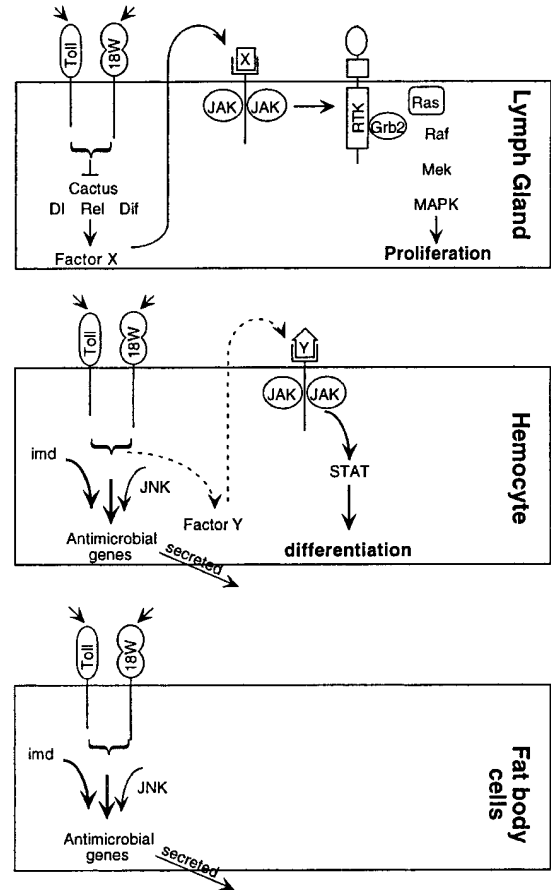 Toll
18W
X
JAK
JAK
RTK
Grb2
Ras
Raf
Mek
MAPK
Proliferation
Cactus
Dl Rel Dif
Factor X
Lymph Gland
Toll
18W
Y
JAK
JAK
imd
JNK
STAT
Factor Y
Antimicrobial
genes
secreted
differentiation
Hemocyte
Toll
18W
imd
JNK
Antimicrobial
genes
secreted
Fat body
cells